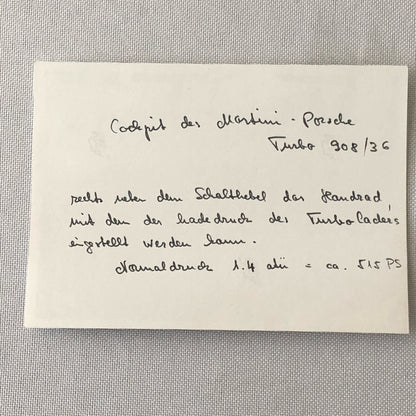 Cockpit des Martini - Porsche
Turbo 908/36
rechts neben dem Schalthebel das Handrad,
mit dem der Ladedruck des Turboladers
eingestellt werden kann.
Normaldruck 1.4 atü = ca. 515 PS